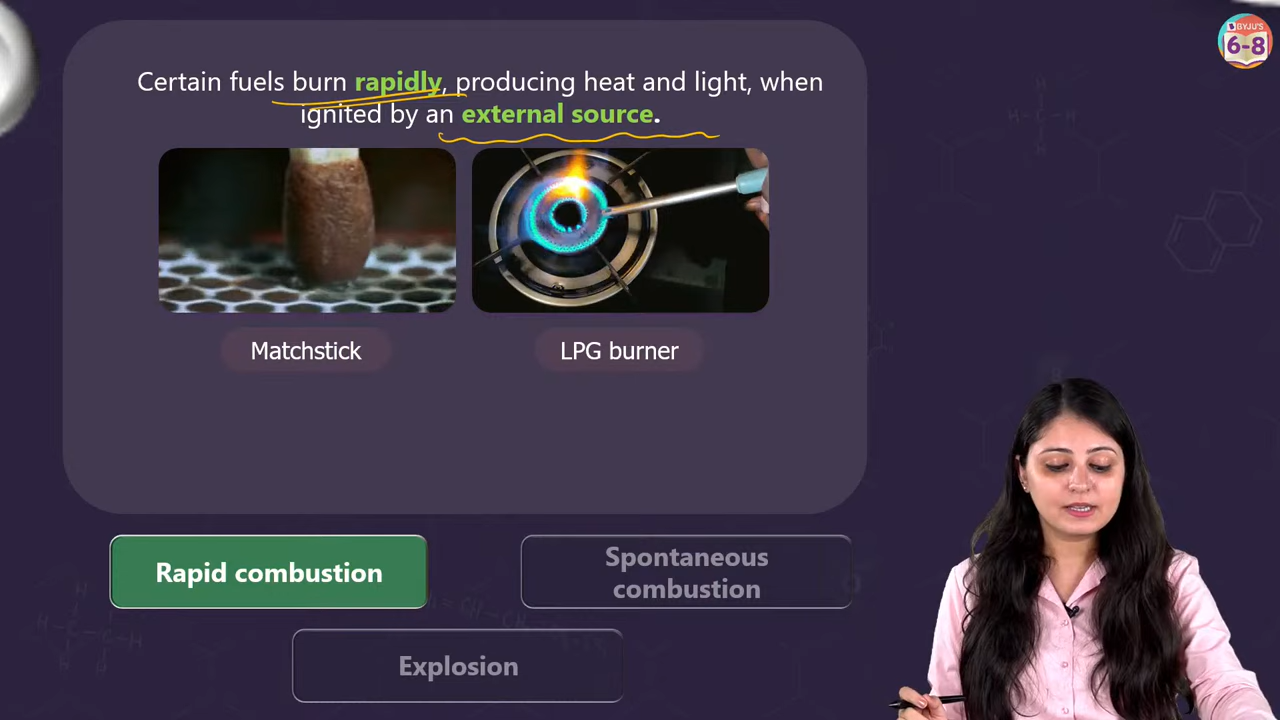 BYJU'S
6-8
Certain fuels burn rapidly, producing heat and light, when
ignited by an external source.
Matchstick
LPG burner
Rapid combustion
Spontaneous
combustion
Explosion